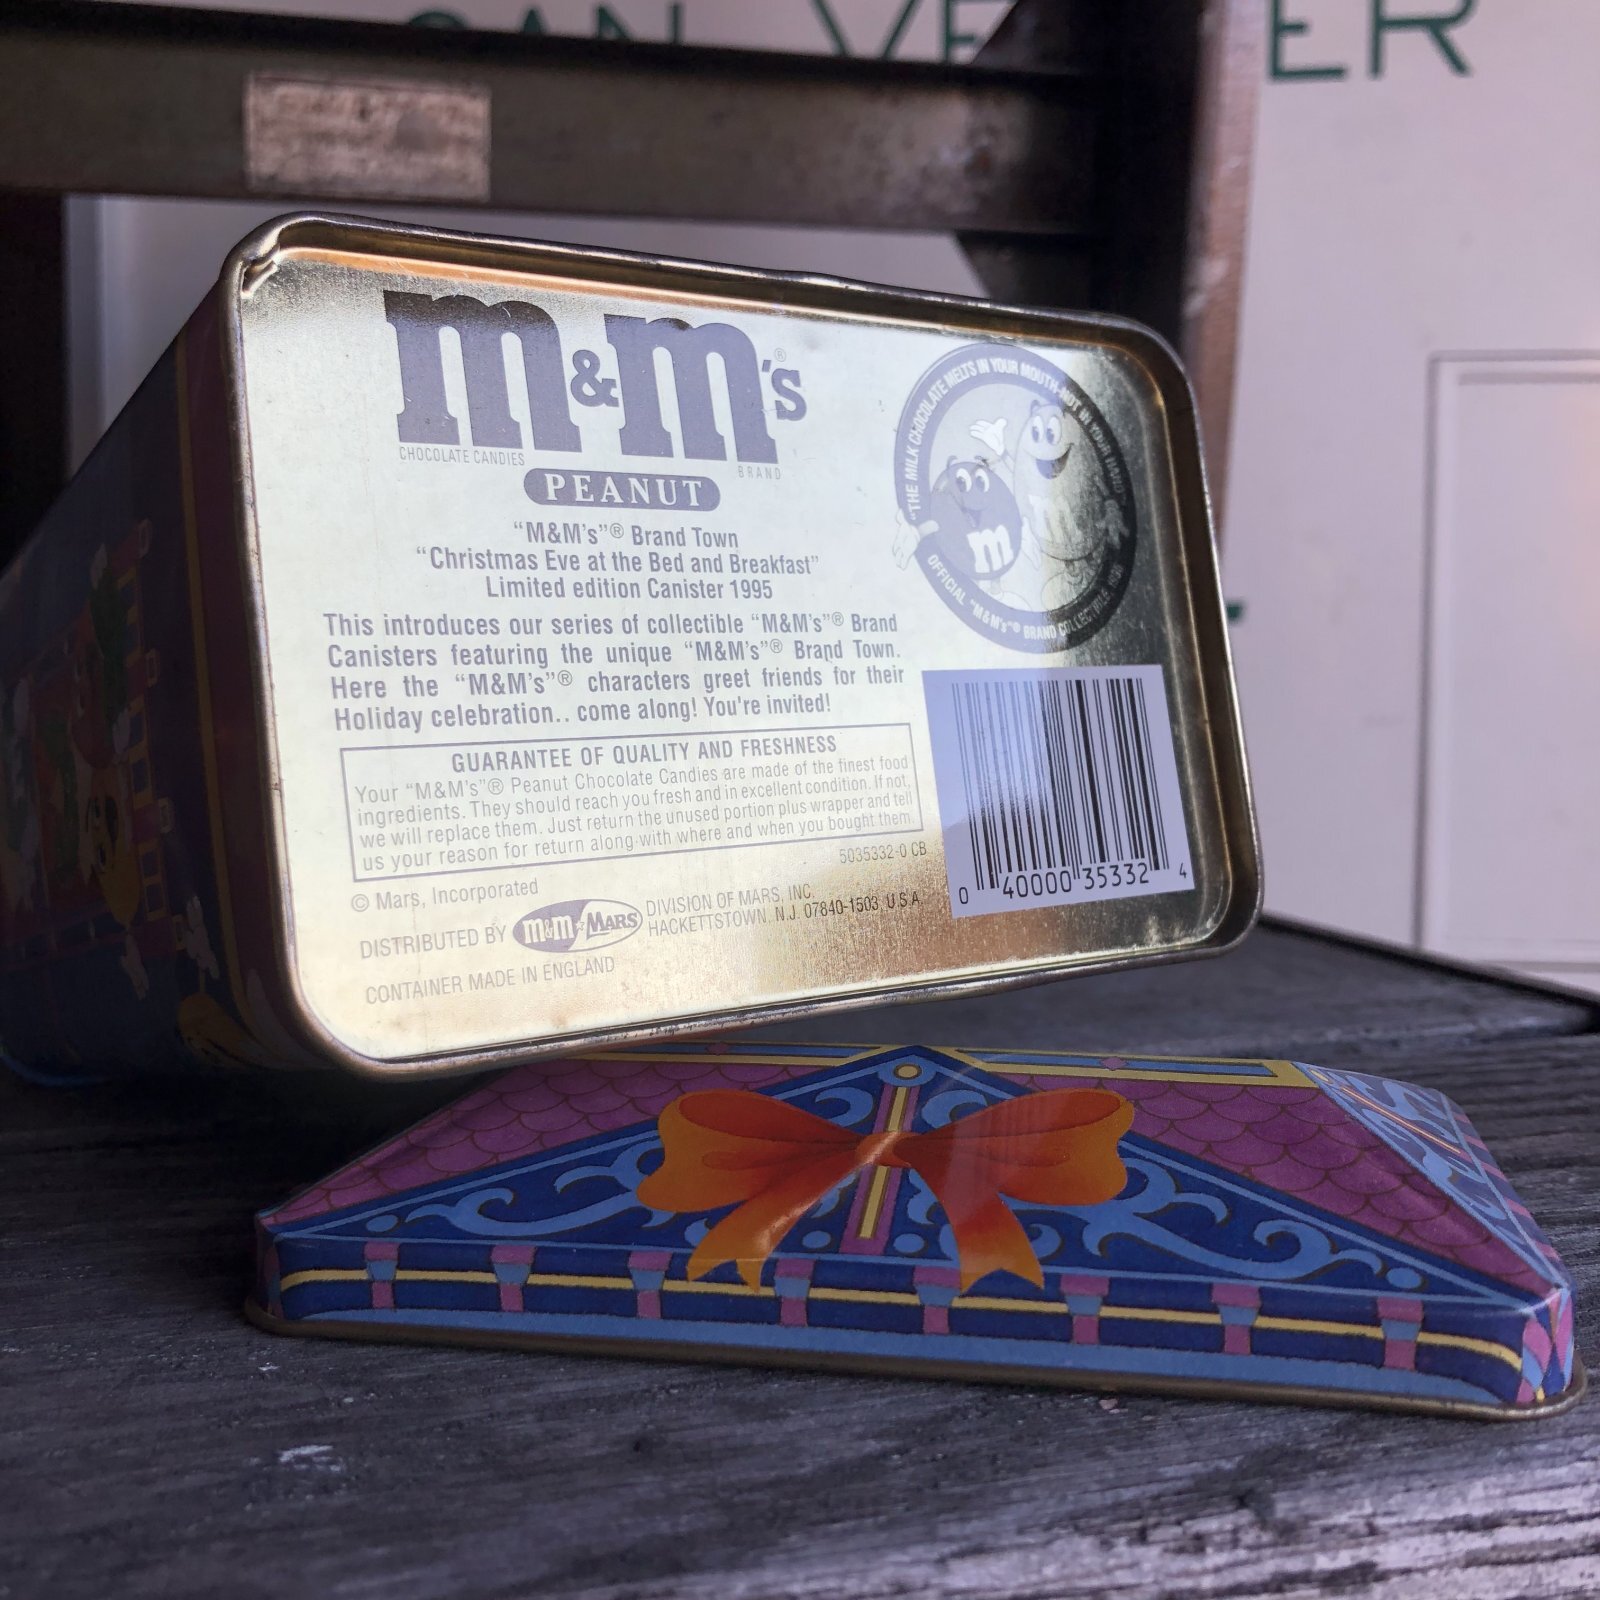 CAN VE ER
m&m's®
CHOCOLATE CANDIES
BRAND
PEANUT
"M&M's"® Brand Town
"Christmas Eve at the Bed and Breakfast"
Limited edition Canister 1995
This introduces our series of collectible "M&M's"® Brand
Canisters featuring the unique "M&M's"® Brand Town.
Here the "M&M's"® characters greet friends for their
Holiday celebration.. come along! You're invited!
GUARANTEE OF QUALITY AND FRESHNESS
Your "M&M's"® Peanut Chocolate Candies are made of the finest food
ingredients. They should reach you fresh and in excellent condition. If not,
we will replace them. Just return the unused portion plus wrapper and tell
us your reason for return along with where and when you bought them.
5035332-0 CB
© Mars, Incorporated
DISTRIBUTED BY m&m MARS
DIVISION OF MARS, INC.
HACKETTSTOWN, N.J. 07840-1503 U.S.A.
CONTAINER MADE IN ENGLAND
"THE MILK CHOCOLATE MELTS IN YOUR MOUTH-NOT IN YOUR HAND"
m
OFFICIAL "M&M's"® BRAND COLLECTIBLE
0 40000 35332 4